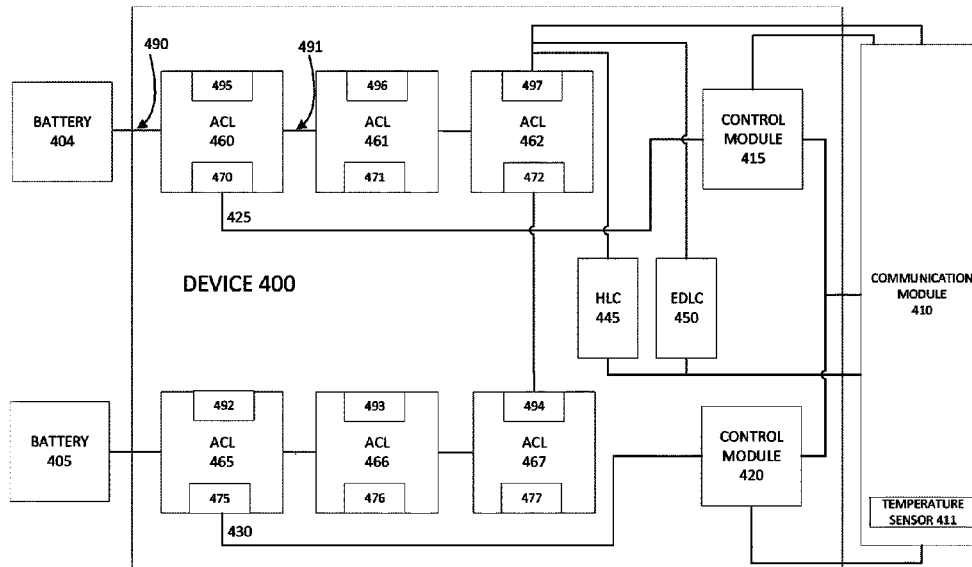 490
491
BATTERY
404
495
ACL
460
470
496
ACL
461
471
497
ACL
462
472
CONTROL
MODULE
415
425
DEVICE 400
HLC
445
EDLC
450
COMMUNICATION
MODULE
410
BATTERY
405
492
ACL
465
475
493
ACL
466
476
494
ACL
467
477
CONTROL
MODULE
420
430
TEMPERATURE
SENSOR 411